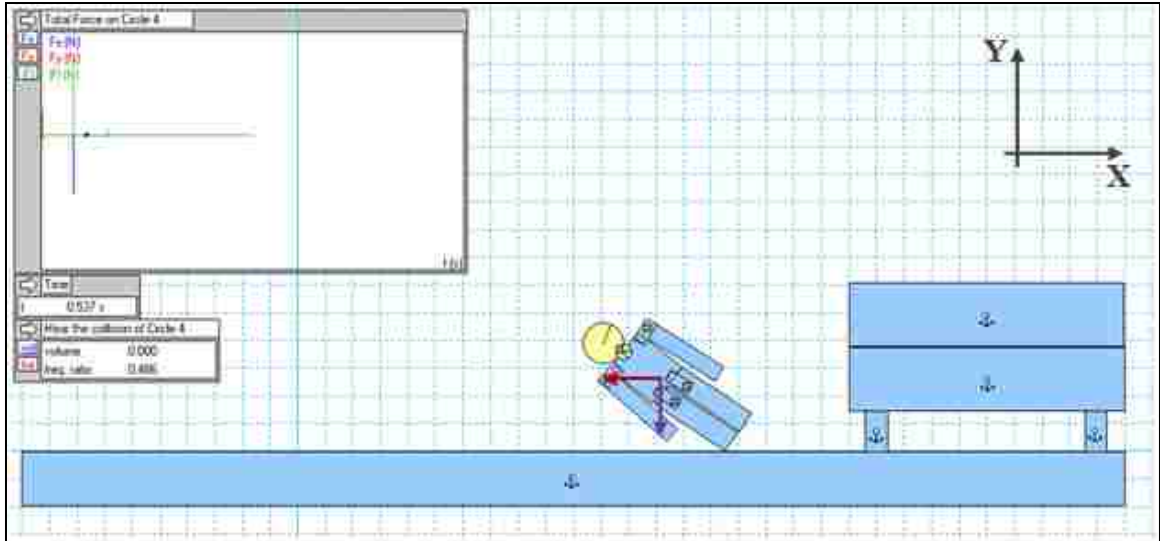 Total Force on Circle 4
Fx (N)
Fy (N)
|F| (N)
t (s)
Time
t 0.537 s
Hear the collision of Circle 4
volume 0.000
freq. ratio 0.486
Y
X